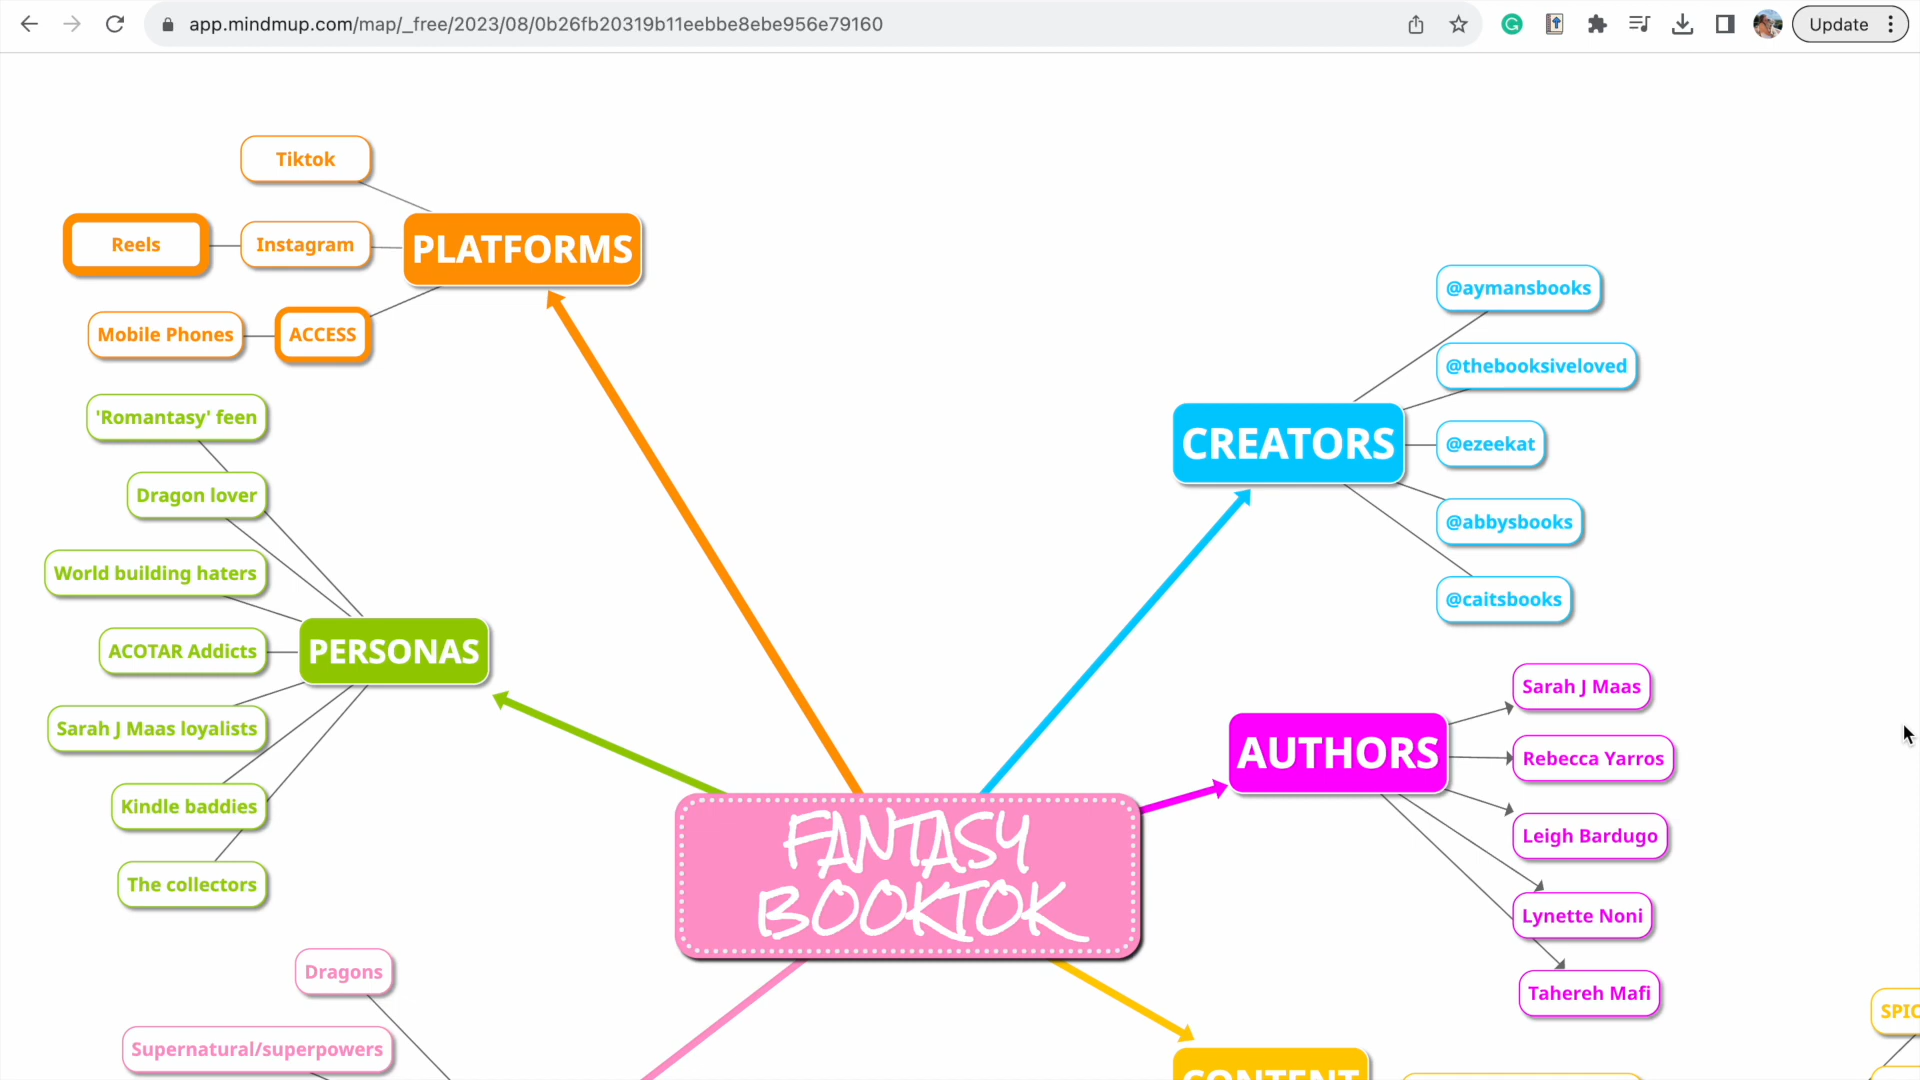 app.mindmup.com/map/_free/2023/08/0b26fb20319b11eebbe8ebe956e79160
Update
Tiktok
Reels
Instagram
PLATFORMS
Mobile Phones
ACCESS
'Romantasy' feen
Dragon lover
World building haters
ACOTAR Addicts
PERSONAS
Sarah J Maas loyalists
Kindle baddies
The collectors
@aymansbooks
@thebooksiveloved
CREATORS
@ezeekat
@abbysbooks
@caitsbooks
Sarah J Maas
AUTHORS
Rebecca Yarros
Leigh Bardugo
Lynette Noni
Tahereh Mafi
FANTASY
BOOKTOK
Dragons
Supernatural/superpowers
CONTENT